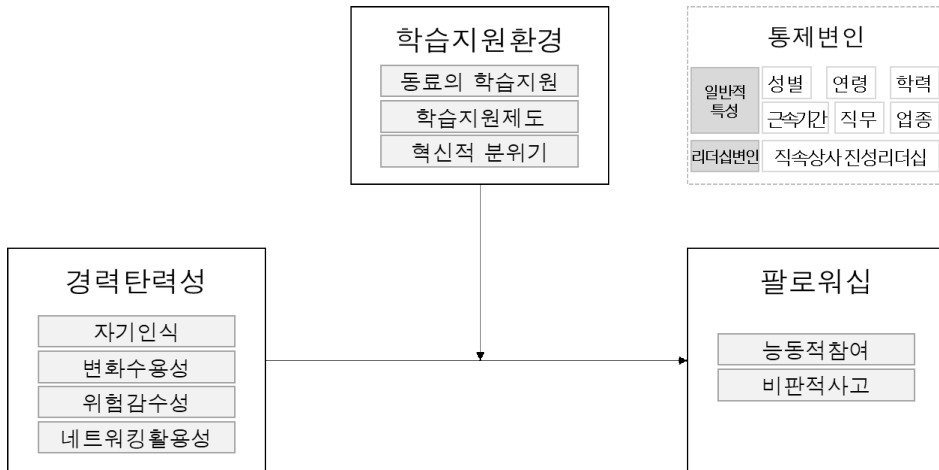 학습지원환경
동료의 학습지원
학습지원제도
혁신적 분위기
통제변인
일반적
특성
성별 연령 학력
근속기간 직무 업종
리더십변인 직속상사 진성리더십
경력탄력성
자기인식
변화수용성
위험감수성
네트워킹활용성
팔로워십
능동적참여
비판적사고